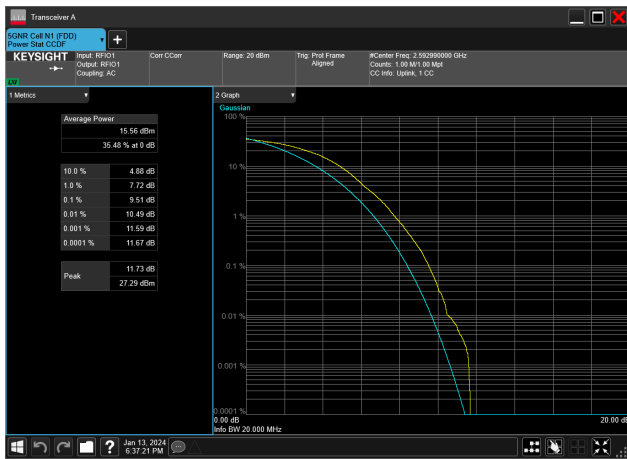 Transceiver A
5GNR Cell N1 (FDD)
Power Stat CCDF
KEYSIGHT
Input: RFIO1
Output: RFIO1
Coupling: AC
Corr CCorr
Range: 20 dBm
Trig: Prot Frame
Aligned
#Center Freq: 2.592990000 GHz
Counts: 1.00 M/1.00 Mpt
CC Info: Uplink, 1 CC
1 Metrics
Average Power
15.56 dBm
35.48 % at 0 dB
10.0 % 4.88 dB
1.0 % 7.72 dB
0.1 % 9.51 dB
0.01 % 10.49 dB
0.001 % 11.59 dB
0.0001 % 11.67 dB
Peak
11.73 dB
27.29 dBm
2 Graph
Gaussian
100 %
10 %
1 %
0.1 %
0.01 %
0.001 %
0.0001 %
0.00 dB
20.00 dB
Info BW 20.000 MHz
?
Jan 13, 2024
6:37:21 PM